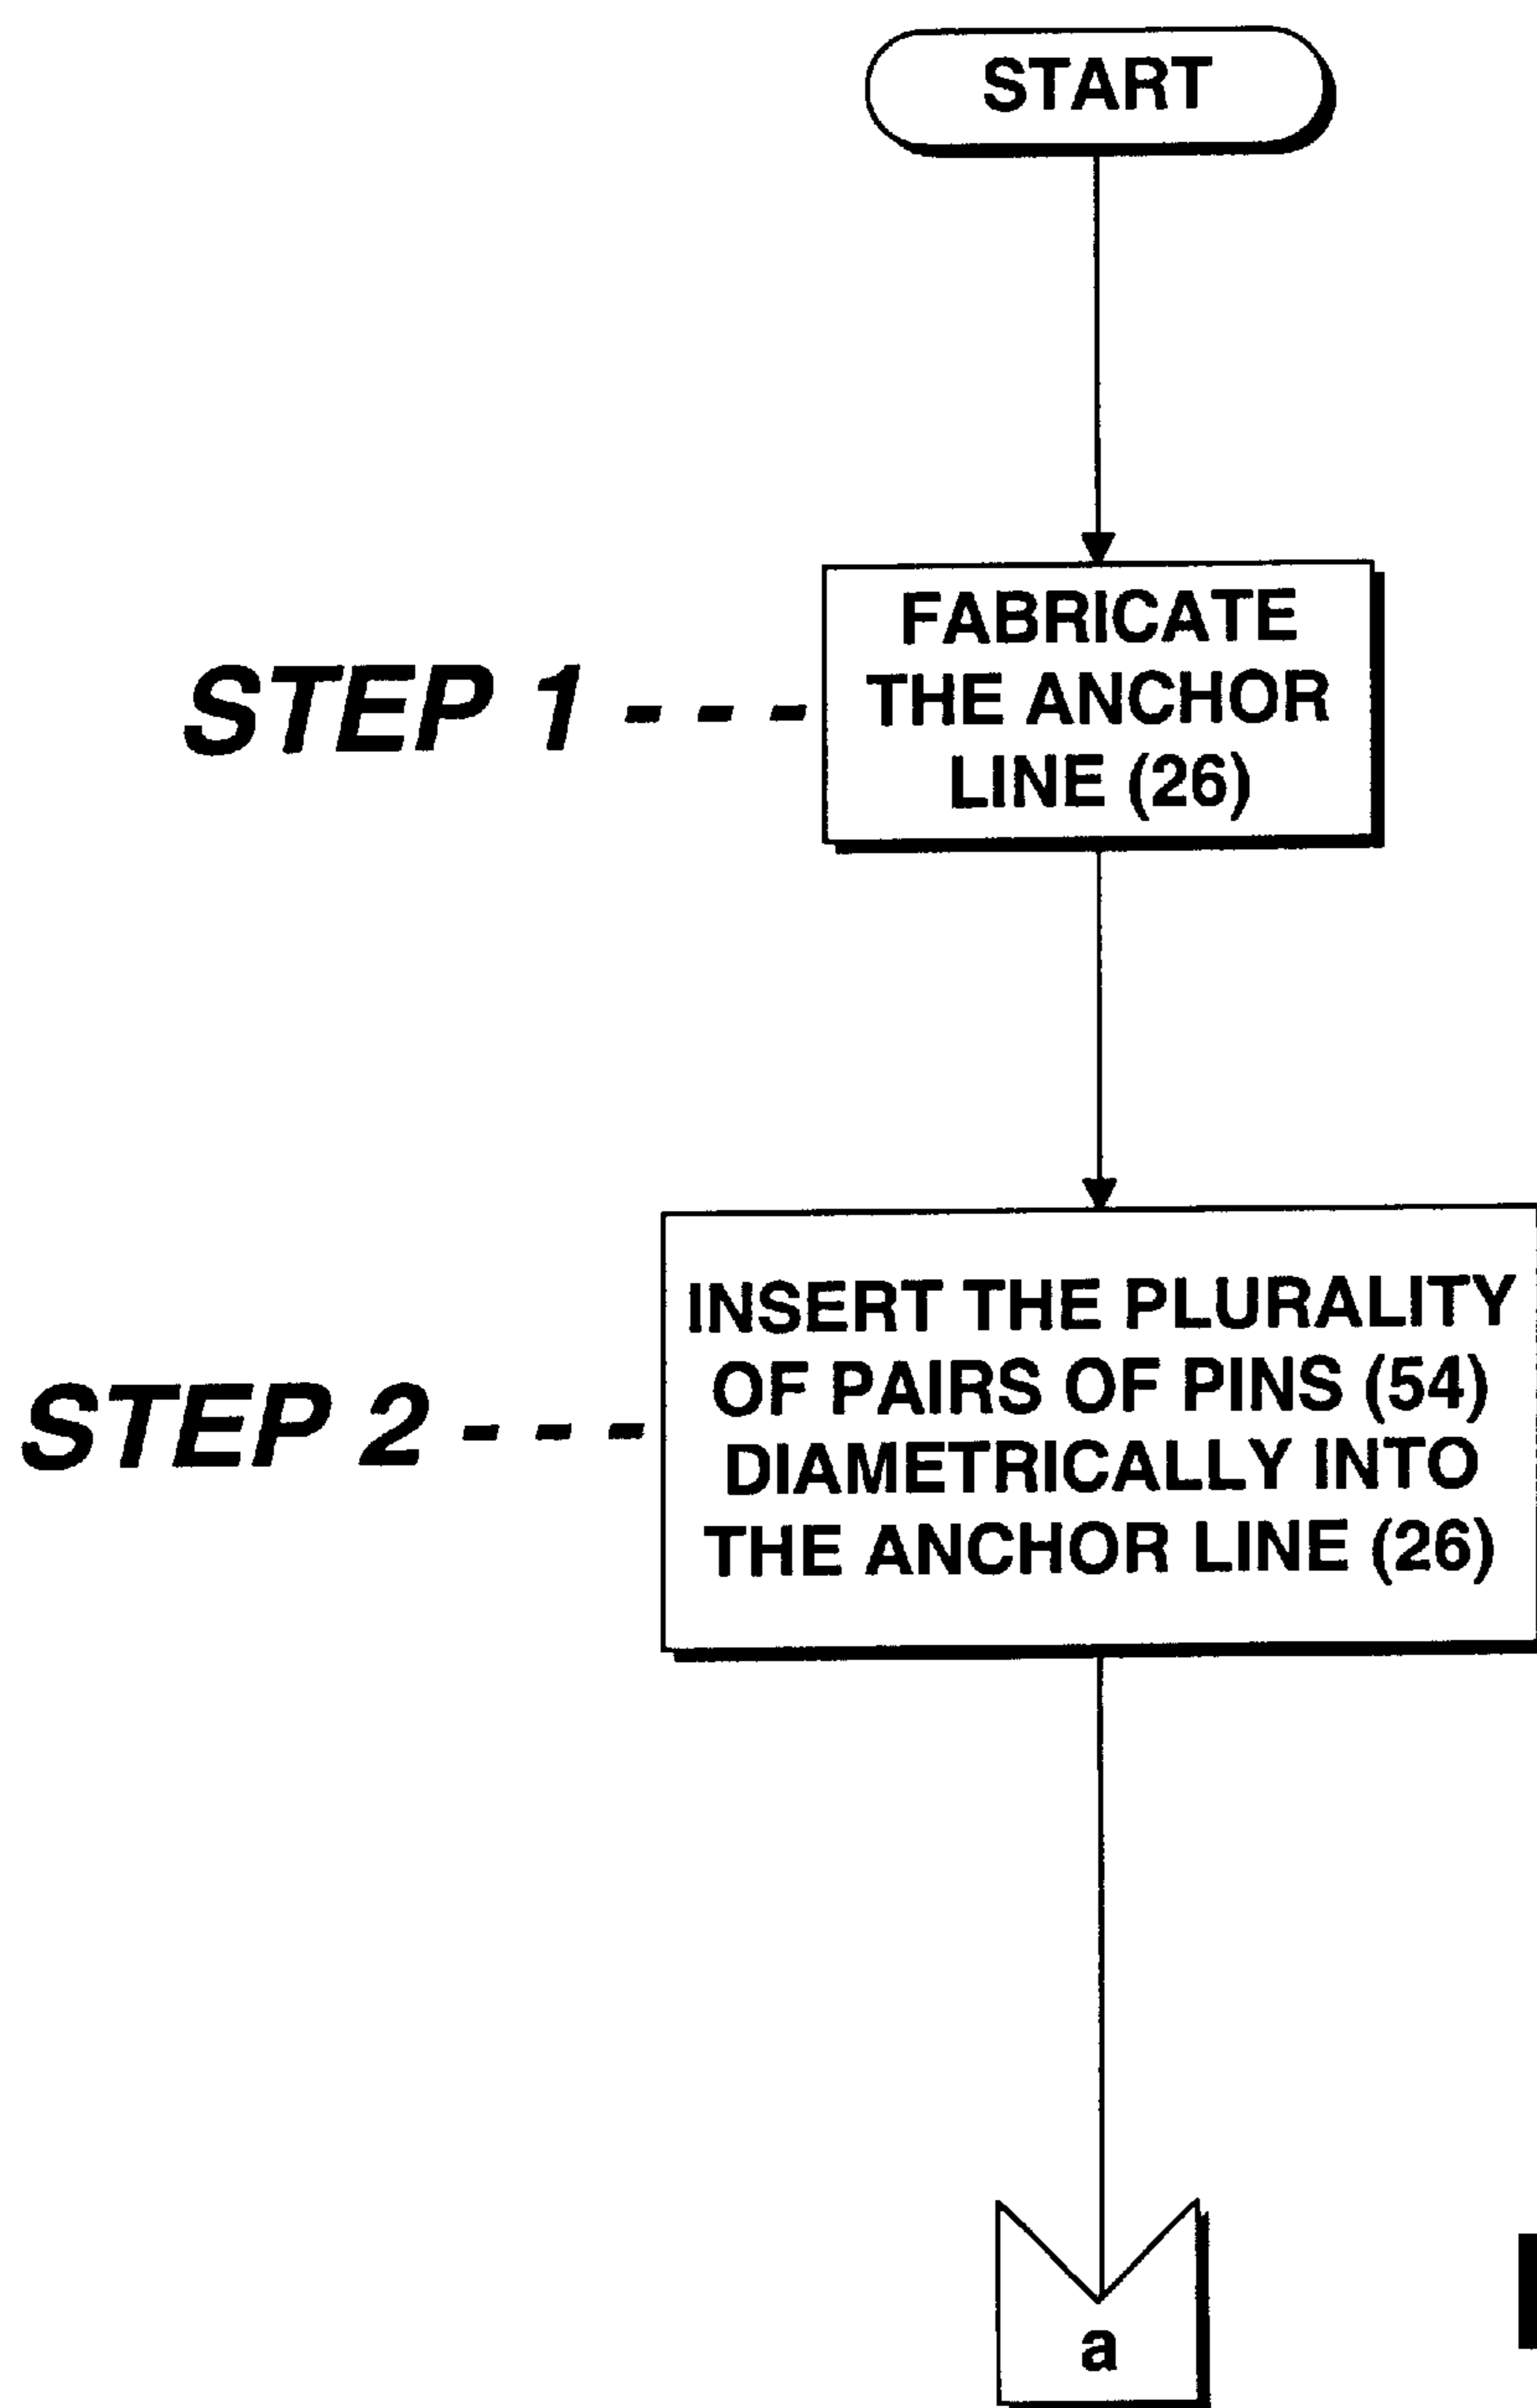 START
FABRICATE
STEP 1 --- THE ANCHOR
LINE (26)
INSERT THE PLURALITY
OF PAIRS OF PINS (54)
STEP 2 --- DIAMETRICALLY INTO
THE ANCHOR LINE (26)
a